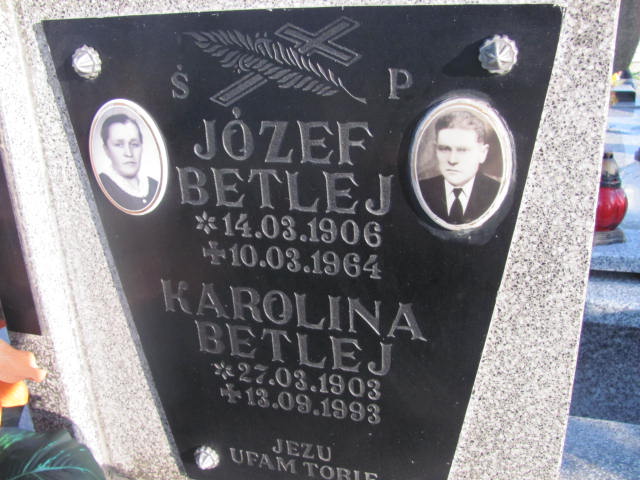 Ś P
JÓZEF
BETLEJ
* 14.03.1906
✝ 10.03.1964
KAROLINA
BETLEJ
* 27.03.1903
✝ 13.09.1993
JEZU
UFAM TOBIE